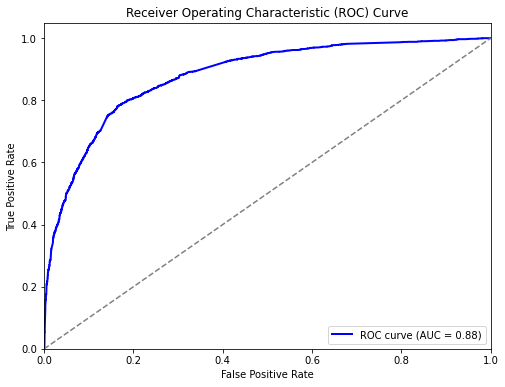 Receiver Operating Characteristic (ROC) Curve
1.0
0.8
0.6
0.4
0.2
0.0
True Positive Rate
ROC curve (AUC = 0.88)
0.0 0.2 0.4 0.6 0.8 1.0
False Positive Rate